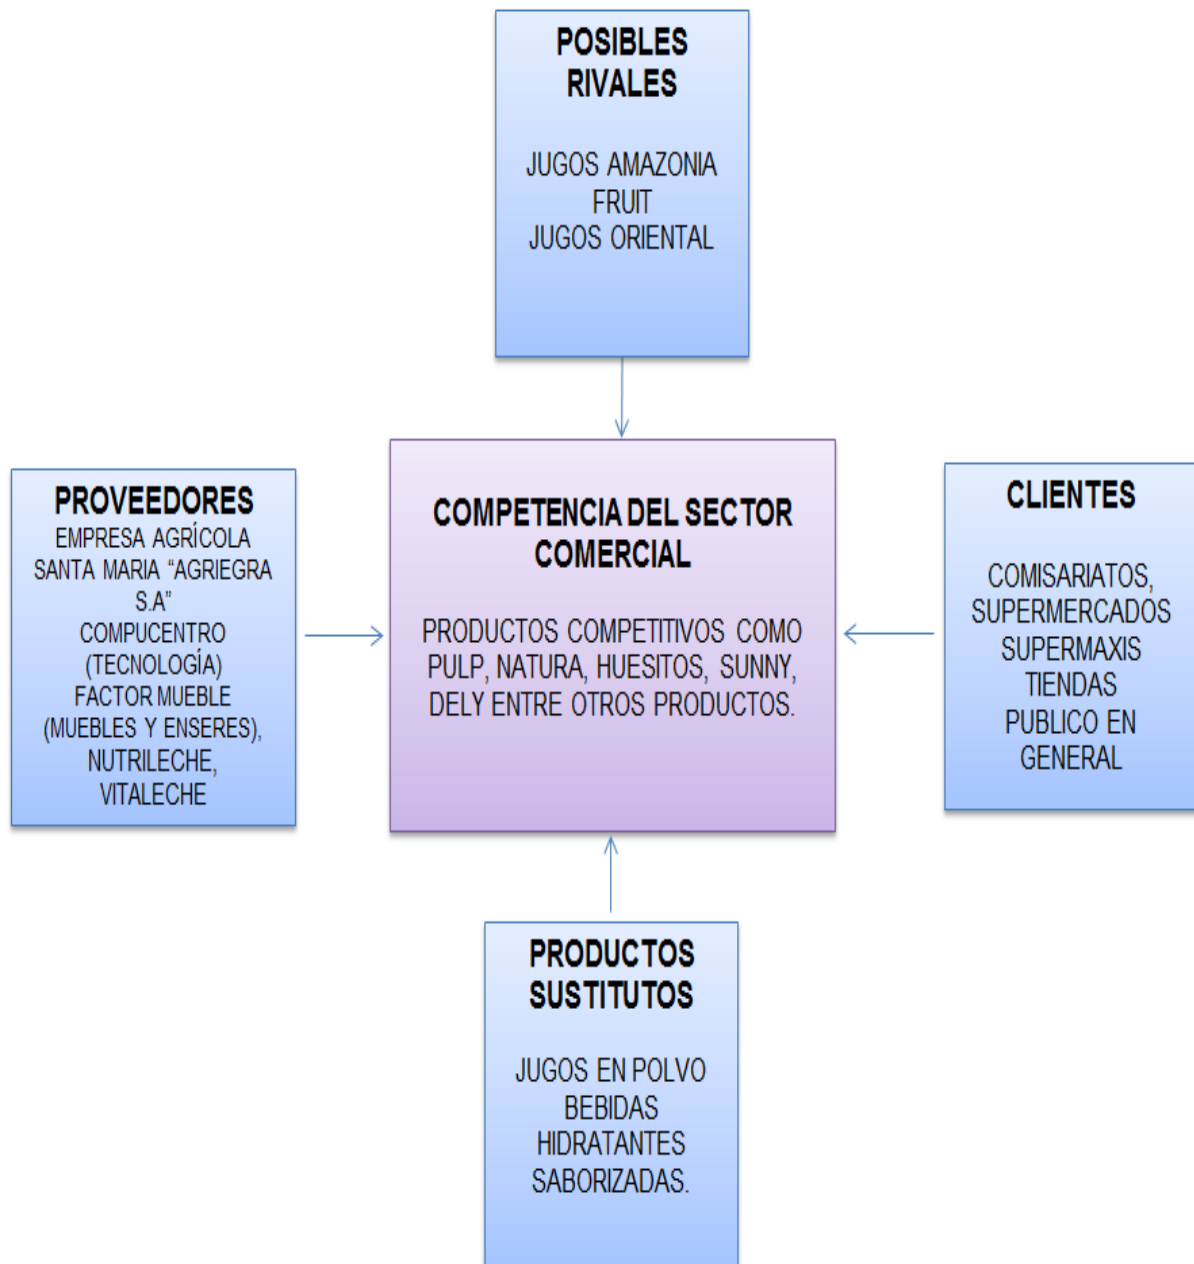 POSIBLES
RIVALES
JUGOS AMAZONIA
FRUIT
JUGOS ORIENTAL
PROVEEDORES
EMPRESA AGRÍCOLA
SANTA MARIA “AGRIEGRA
S.A”
COMPUCENTRO
(TECNOLOGÍA)
FACTOR MUEBLE
(MUEBLES Y ENSERES),
NUTRILECHE,
VITALECHE
COMPETENCIA DEL SECTOR
COMERCIAL
PRODUCTOS COMPETITIVOS COMO
PULP, NATURA, HUESITOS, SUNNY,
DELY ENTRE OTROS PRODUCTOS.
CLIENTES
COMISARIATOS,
SUPERMERCADOS
SUPERMAXIS
TIENDAS
PUBLICO EN
GENERAL
PRODUCTOS
SUSTITUTOS
JUGOS EN POLVO
BEBIDAS
HIDRATANTES
SABORIZADAS.